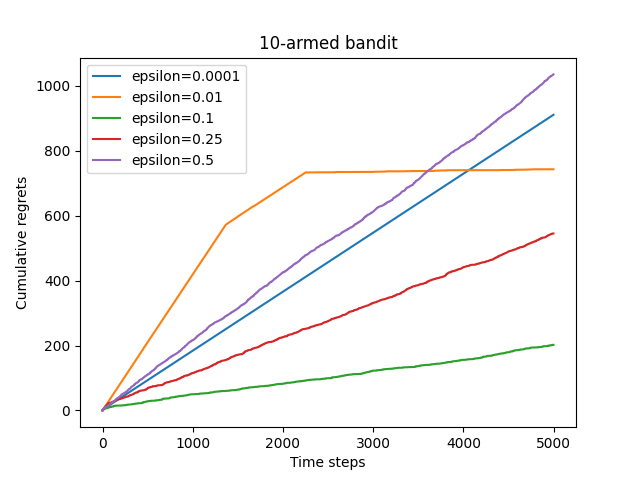 10-armed bandit
epsilon=0.0001
epsilon=0.01
epsilon=0.1
epsilon=0.25
epsilon=0.5
Cumulative regrets
1000
800
600
400
200
0
0 1000 2000 3000 4000 5000
Time steps